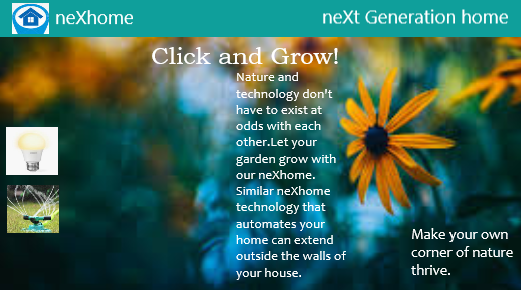 neXhome
neXt Generation home
Click and Grow!
Nature and
technology don't
have to exist at
odds with each
other.Let your
garden grow with
our neXhome.
Similar neXhome
technology that
automates your
home can extend
outside the walls of
your house.
Make your own
corner of nature
thrive.